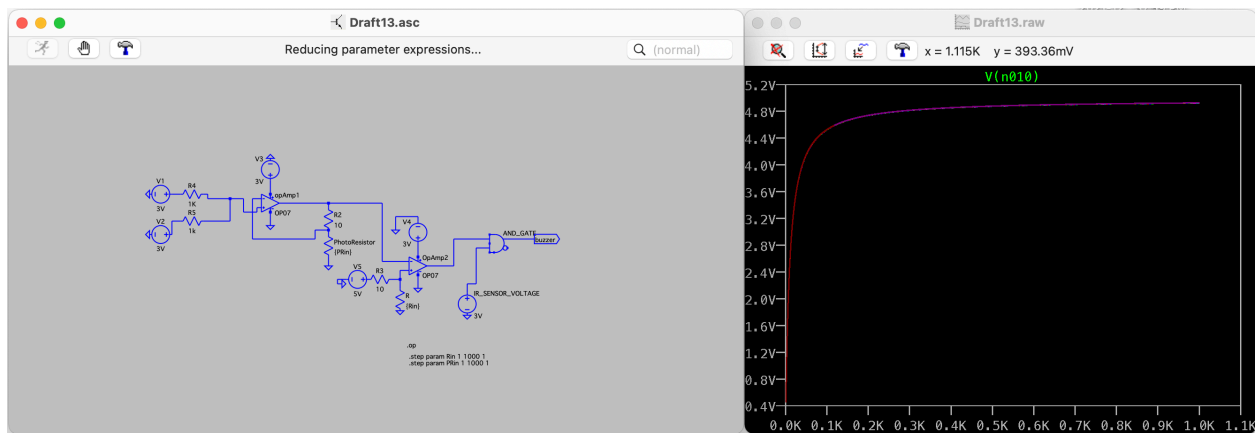 Draft13.asc
Reducing parameter expressions...
(normal)
V3
3V
V1
3V
R4
1K
opAmp1
OP07
V2
3V
R5
1k
R2
10
PhotoResistor
{PRin}
V4
3V
OpAmp2
OP07
AND_GATE
buzzer
V5
5V
R3
10
R
{Rin}
IR_SENSOR_VOLTAGE
3V
.op
.step param Rin 1 1000 1
.step param PRin 1 1000 1
Draft13.raw
x = 1.115K y = 393.36mV
V(n010)
5.2V
4.8V
4.4V
4.0V
3.6V
3.2V
2.8V
2.4V
2.0V
1.6V
1.2V
0.8V
0.4V
0.0K 0.1K 0.2K 0.3K 0.4K 0.5K 0.6K 0.7K 0.8K 0.9K 1.0K 1.1K